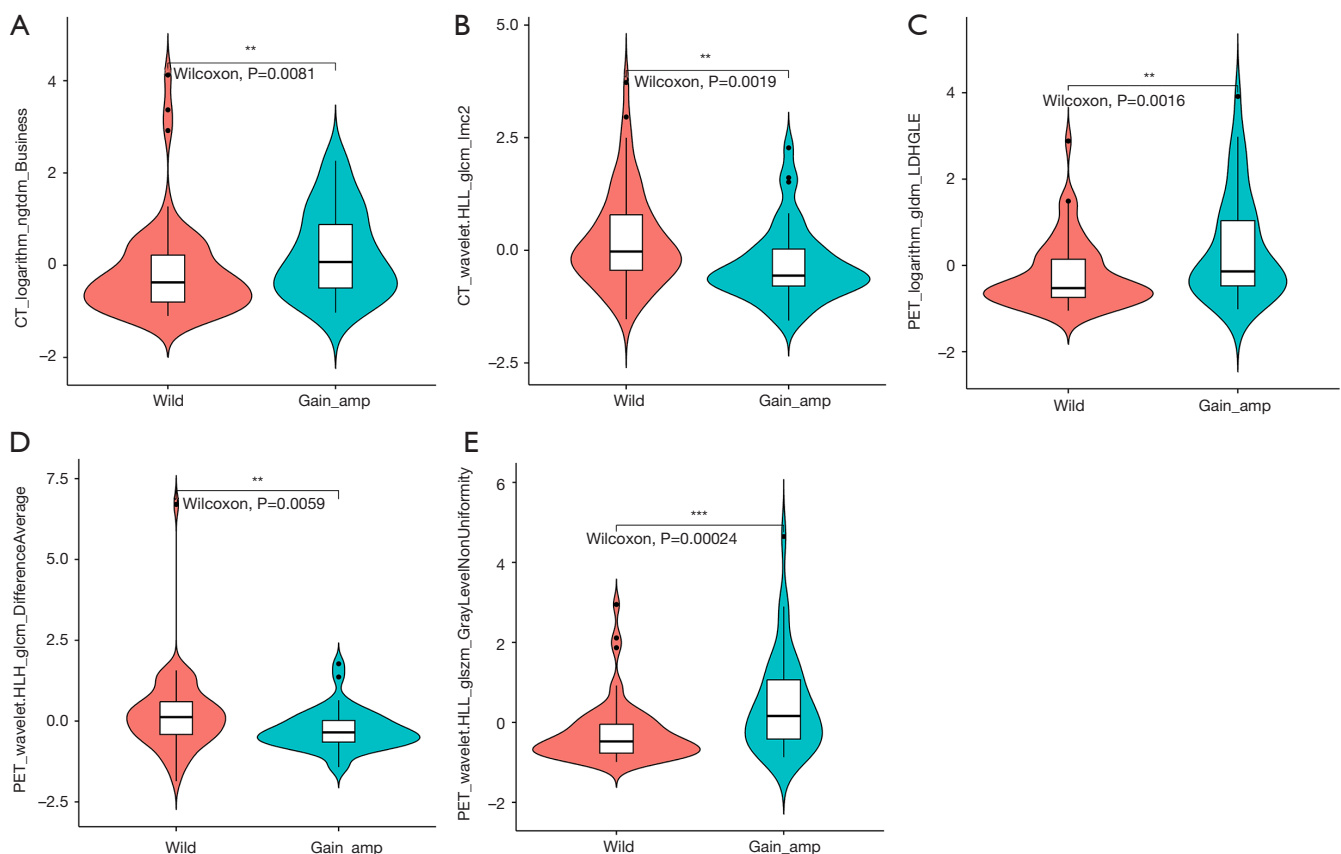 A
CT_logarithm_ngtdm_Business
4
2
0
−2
**
Wilcoxon, P=0.0081
Wild
Gain_amp
B
CT_wavelet.HLL_glcm_lmc2
5.0
2.5
0.0
−2.5
**
Wilcoxon, P=0.0019
Wild
Gain_amp
C
PET_logarithm_gldm_LDHGLE
4
2
0
−2
**
Wilcoxon, P=0.0016
Wild
Gain_amp
D
PET_wavelet.HLH_glcm_DifferenceAverage
7.5
5.0
2.5
0.0
−2.5
**
Wilcoxon, P=0.0059
Wild
Gain_amp
E
PET_wavelet.HLL_glszm_GrayLevelNonUniformity
6
4
2
0
−2
***
Wilcoxon, P=0.00024
Wild
Gain_amp